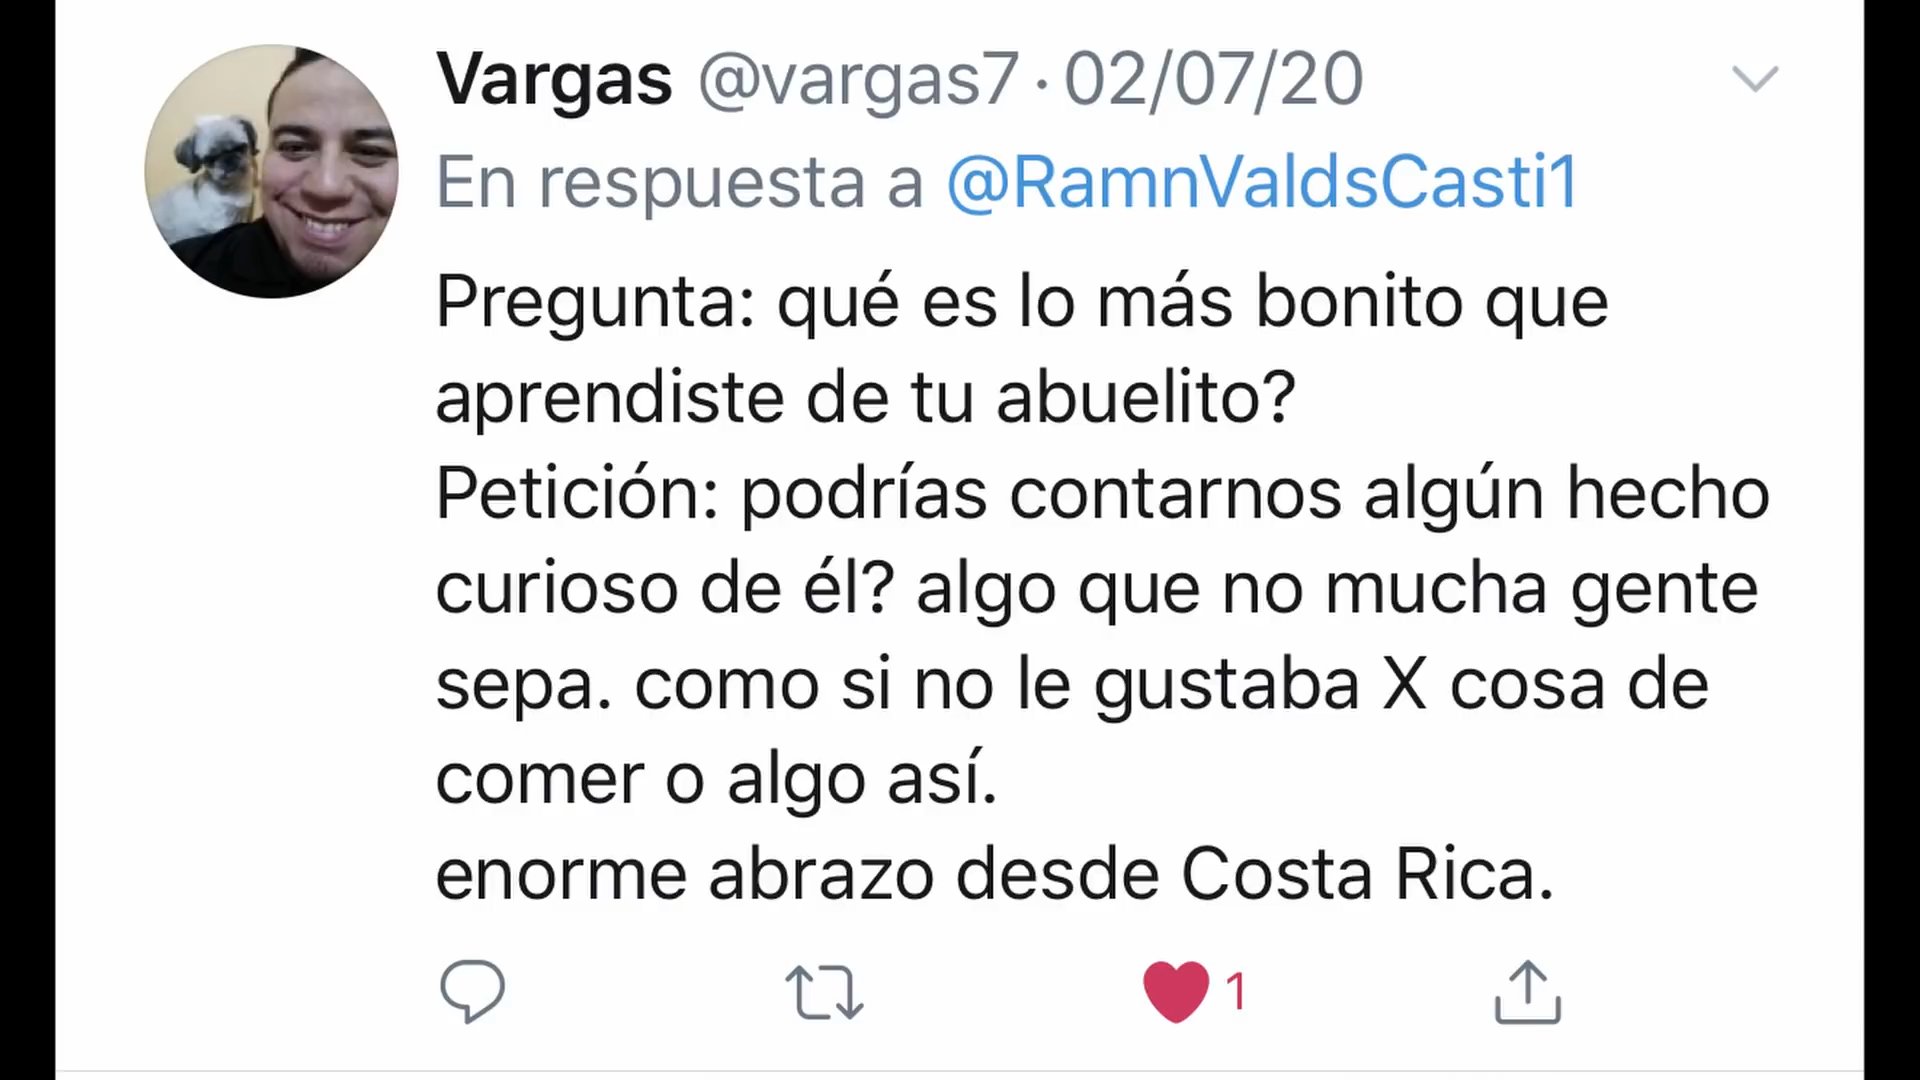 Vargas @vargas7 · 02/07/20
En respuesta a @RamnValdsCasti1
Pregunta: qué es lo más bonito que
aprendiste de tu abuelito?
Petición: podrías contarnos algún hecho
curioso de él? algo que no mucha gente
sepa. como si no le gustaba X cosa de
comer o algo así.
enorme abrazo desde Costa Rica.
1